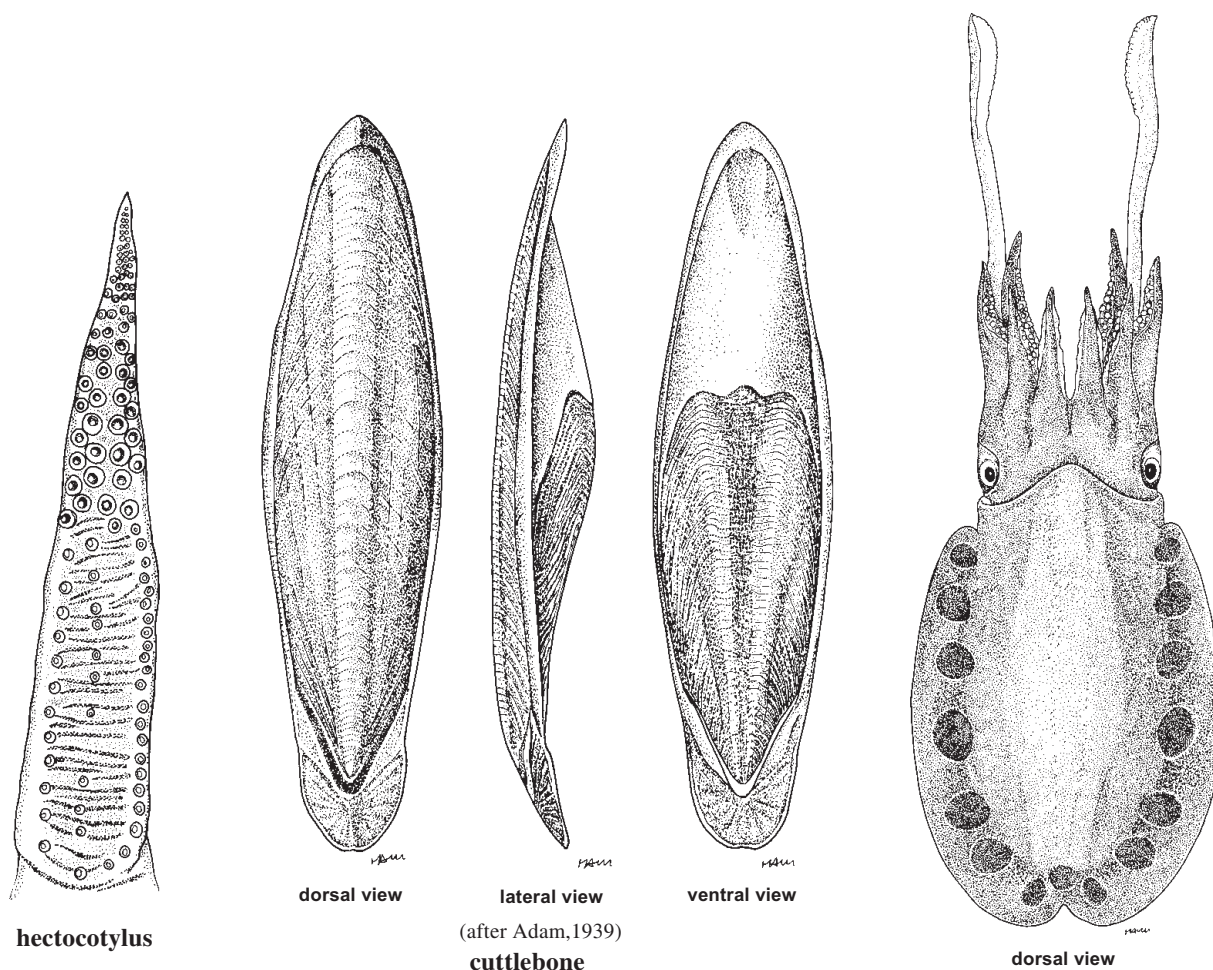 dorsal view
lateral view
ventral view
(after Adam,1939)
hectocotylus
cuttlebone
dorsal view